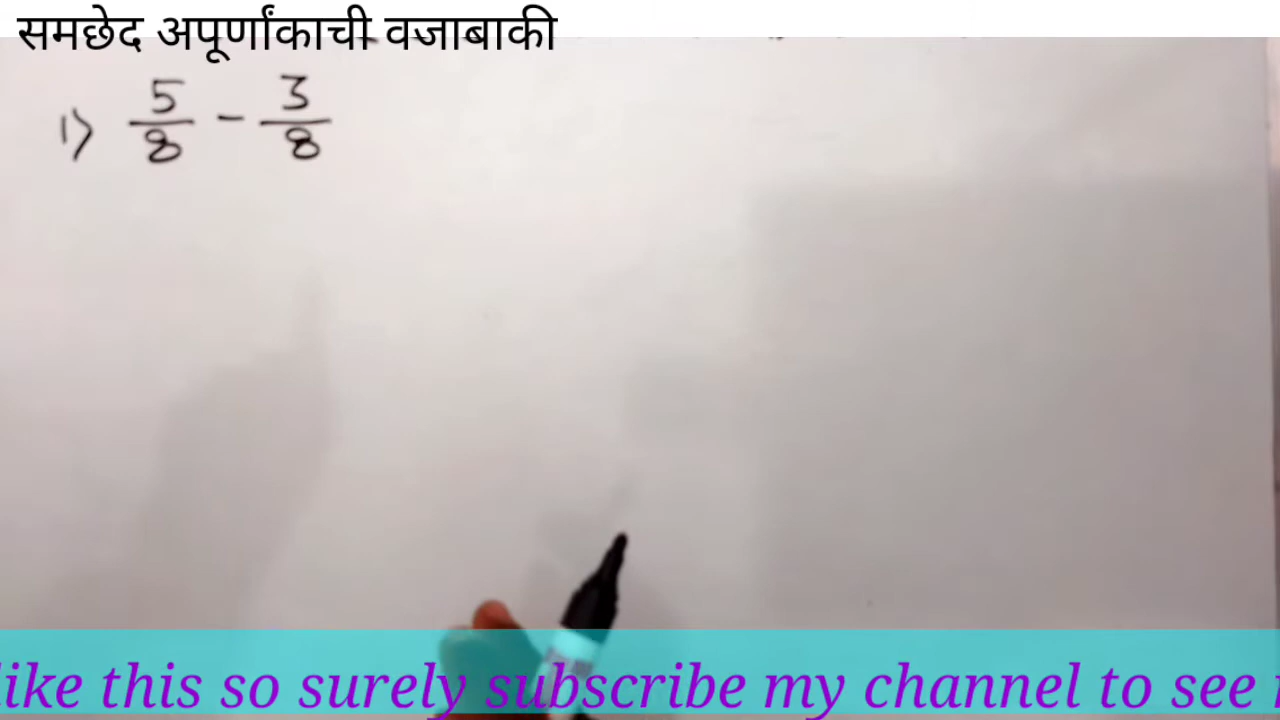 समछेद अपूर्णांकाची वजाबाकी
1) 5/8 - 3/8
like this so surely subscribe my channel to see